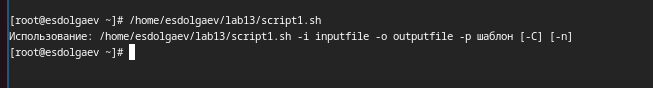 [root@esdolgaev ~]# /home/esdolgaev/lab13/script1.sh
Использование: /home/esdolgaev/lab13/script1.sh -i inputfile -o outputfile -p шаблон [-C] [-n]
[root@esdolgaev ~]#